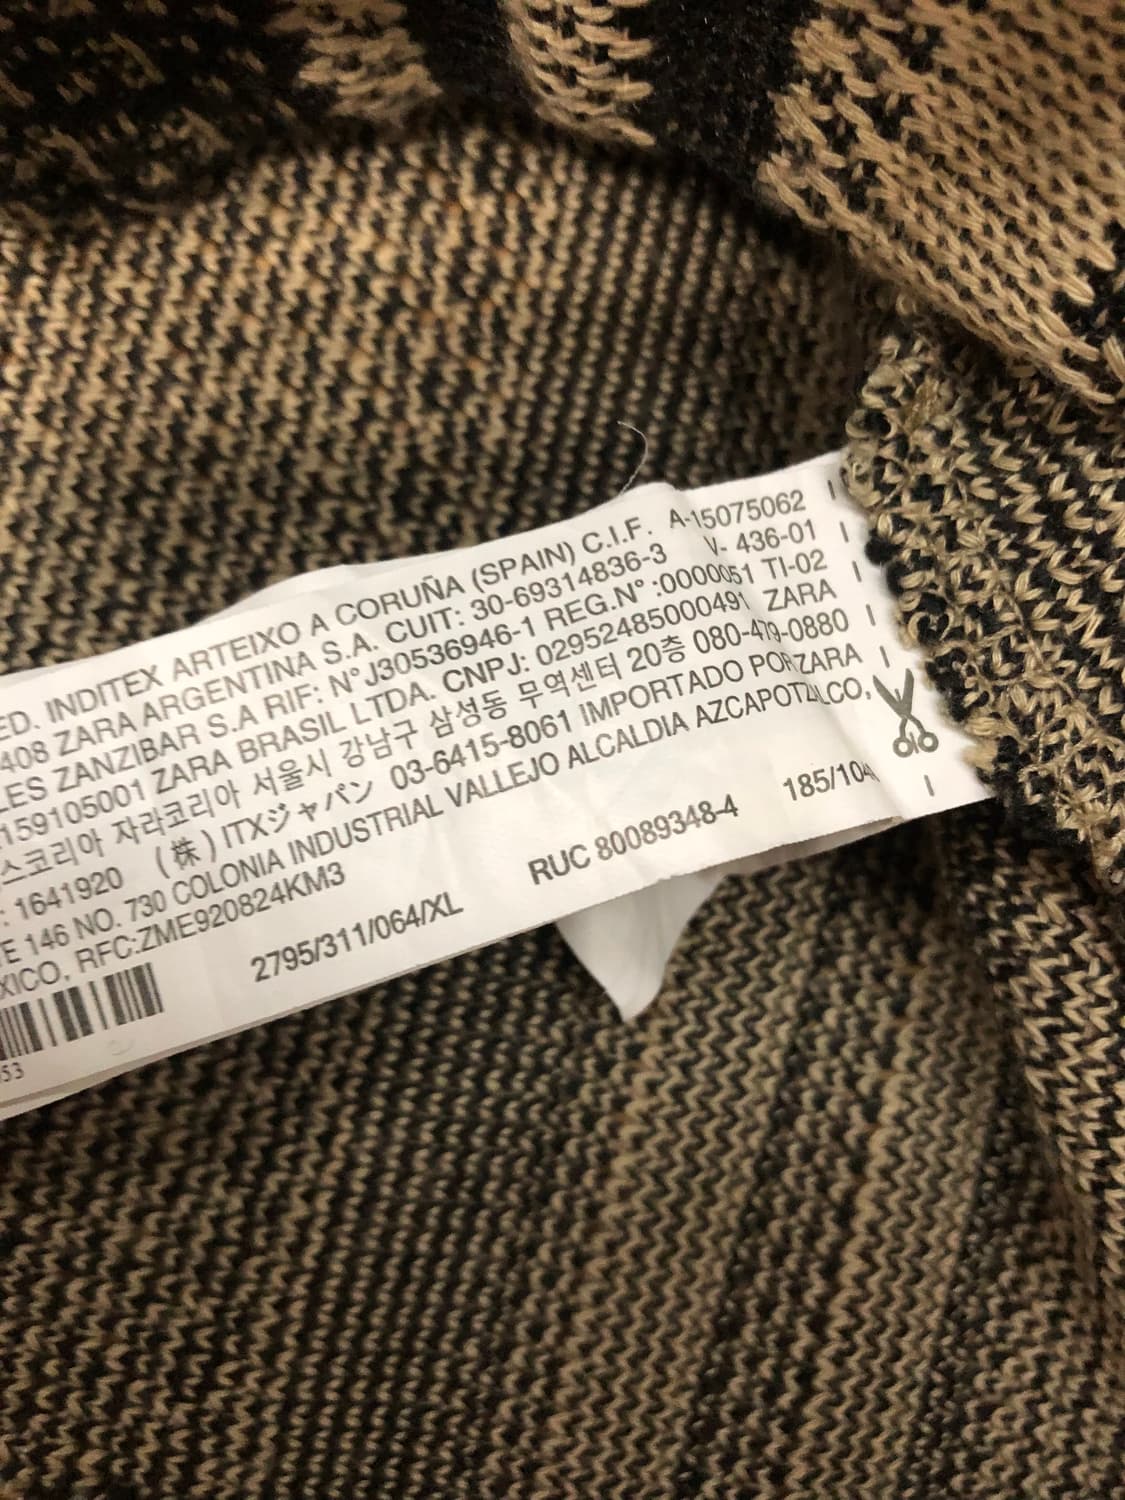 ED. INDITEX ARTEIXO A CORUÑA (SPAIN) C.I.F. A-15075062
408 ZARA ARGENTINA S.A. CUIT: 30-69314836-3 V- 436-01
LES ZANZIBAR S.A RIF: N°J30536946-1 REG.N°:0000051 TI-02
159105001 ZARA BRASIL LTDA. CNPJ: 02952485000491 ZARA
스코리아 자라코리아 서울시 강남구 삼성동 무역센터 20층 080-479-0880
: 1641920 (株) ITXジャパン 03-6415-8061 IMPORTADO POR ZARA
E 146 NO. 730 COLONIA INDUSTRIAL VALLEJO ALCALDIA AZCAPOTZALCO,
XICO, RFC:ZME920824KM3
2795/311/064/XL RUC 80089348-4 185/104
53